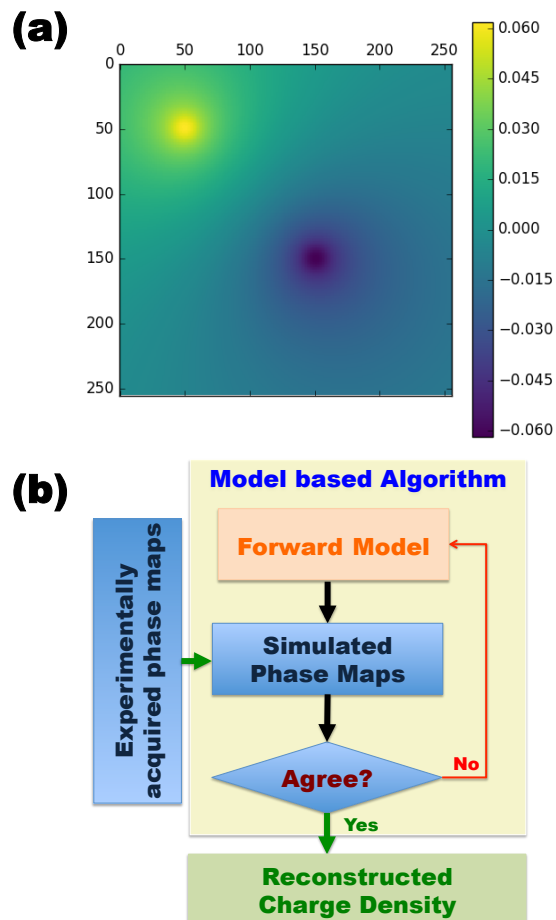 (a)
0 50 100 150 200 250
0
50
100
150
200
250
0.060
0.045
0.030
0.015
0.000
−0.015
−0.030
−0.045
−0.060
(b)
Model based Algorithm
Experimentally
acquired phase maps
Forward Model
Simulated
Phase Maps
Agree?
No
Yes
Reconstructed
Charge Density